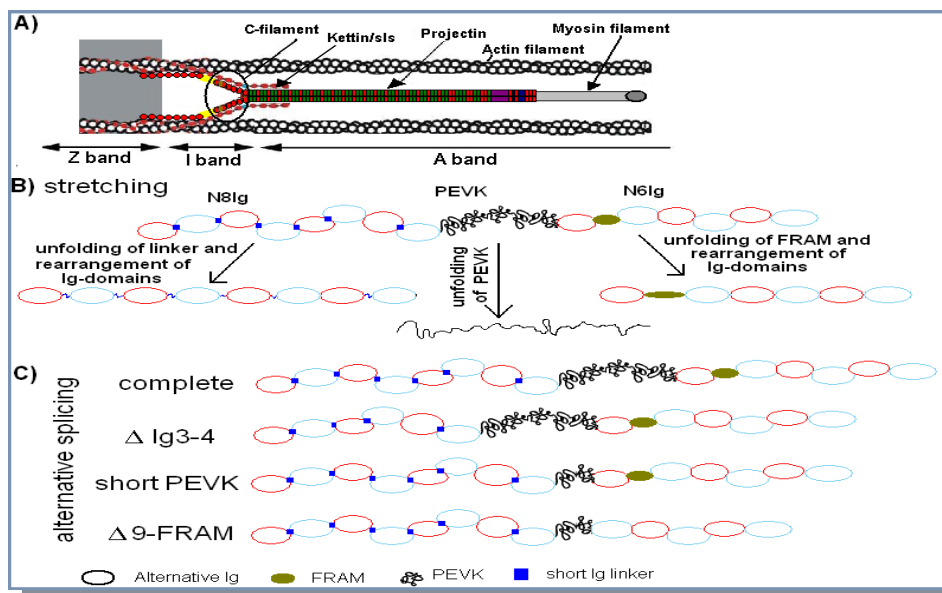 A)
C-filament
Kettin/sls
Projectin
Actin filament
Myosin filament
Z band
I band
A band
B) stretching
N8Ig
PEVK
N6Ig
unfolding of linker and
rearrangement of
Ig-domains
unfolding
of PEVK
unfolding of FRAM and
rearrangement of
Ig-domains
C)
alternative splicing
complete
Δ Ig3-4
short PEVK
Δ9-FRAM
Alternative Ig
FRAM
PEVK
short Ig linker